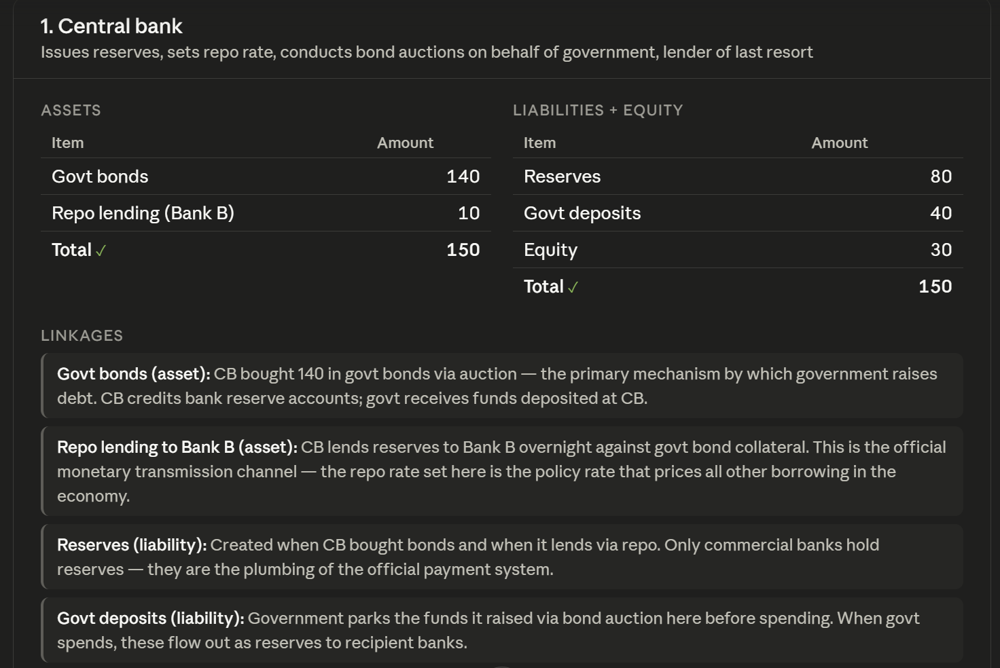 1. Central bank
Issues reserves, sets repo rate, conducts bond auctions on behalf of government, lender of last resort
ASSETS
Item Amount
Govt bonds 140
Repo lending (Bank B) 10
Total ✓ 150
LIABILITIES + EQUITY
Item Amount
Reserves 80
Govt deposits 40
Equity 30
Total ✓ 150
LINKAGES
Govt bonds (asset): CB bought 140 in govt bonds via auction — the primary mechanism by which government raises
debt. CB credits bank reserve accounts; govt receives funds deposited at CB.
Repo lending to Bank B (asset): CB lends reserves to Bank B overnight against govt bond collateral. This is the official
monetary transmission channel — the repo rate set here is the policy rate that prices all other borrowing in the
economy.
Reserves (liability): Created when CB bought bonds and when it lends via repo. Only commercial banks hold
reserves — they are the plumbing of the official payment system.
Govt deposits (liability): Government parks the funds it raised via bond auction here before spending. When govt
spends, these flow out as reserves to recipient banks.